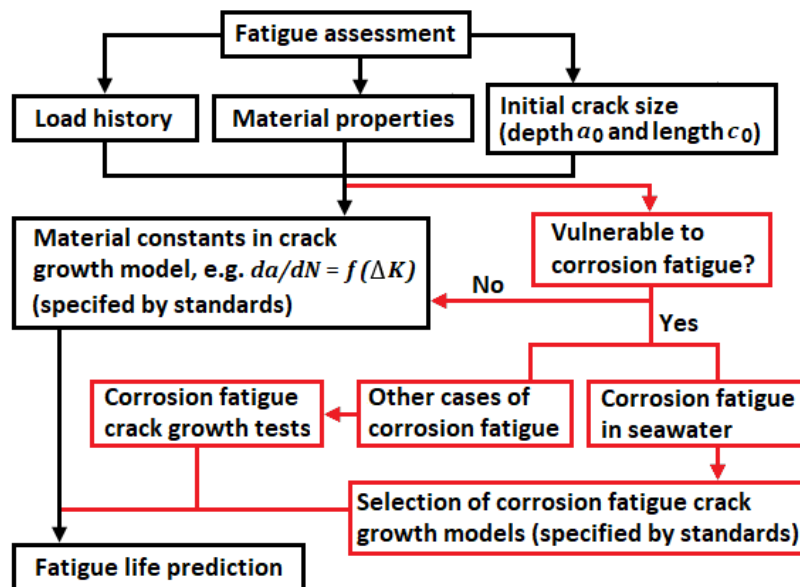 Fatigue assessment
Load history
Material properties
Initial crack size
(depth a₀ and length c₀)
Material constants in crack
growth model, e.g. da/dN = f(ΔK)
(specifed by standards)
Vulnerable to
corrosion fatigue?
No
Yes
Corrosion fatigue
crack growth tests
Other cases of
corrosion fatigue
Corrosion fatigue
in seawater
Selection of corrosion fatigue crack
growth models (specified by standards)
Fatigue life prediction